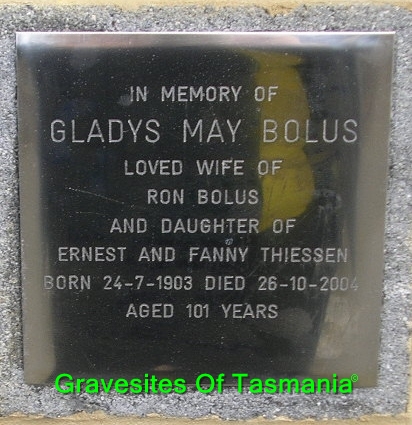 IN MEMORY OF
GLADYS MAY BOLUS
LOVED WIFE OF
RON BOLUS
AND DAUGHTER OF
ERNEST AND FANNY THIESSEN
BORN 24-7-1903 DIED 26-10-2004
AGED 101 YEARS
Gravesites Of Tasmania©